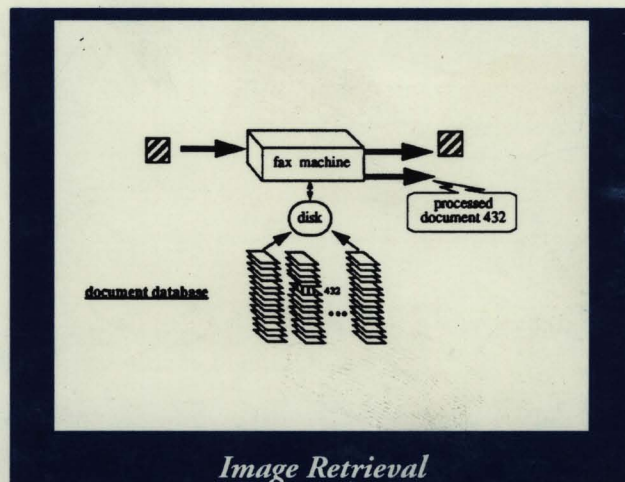 fax machine
processed
document 432
disk
432
document database
Image Retrieval